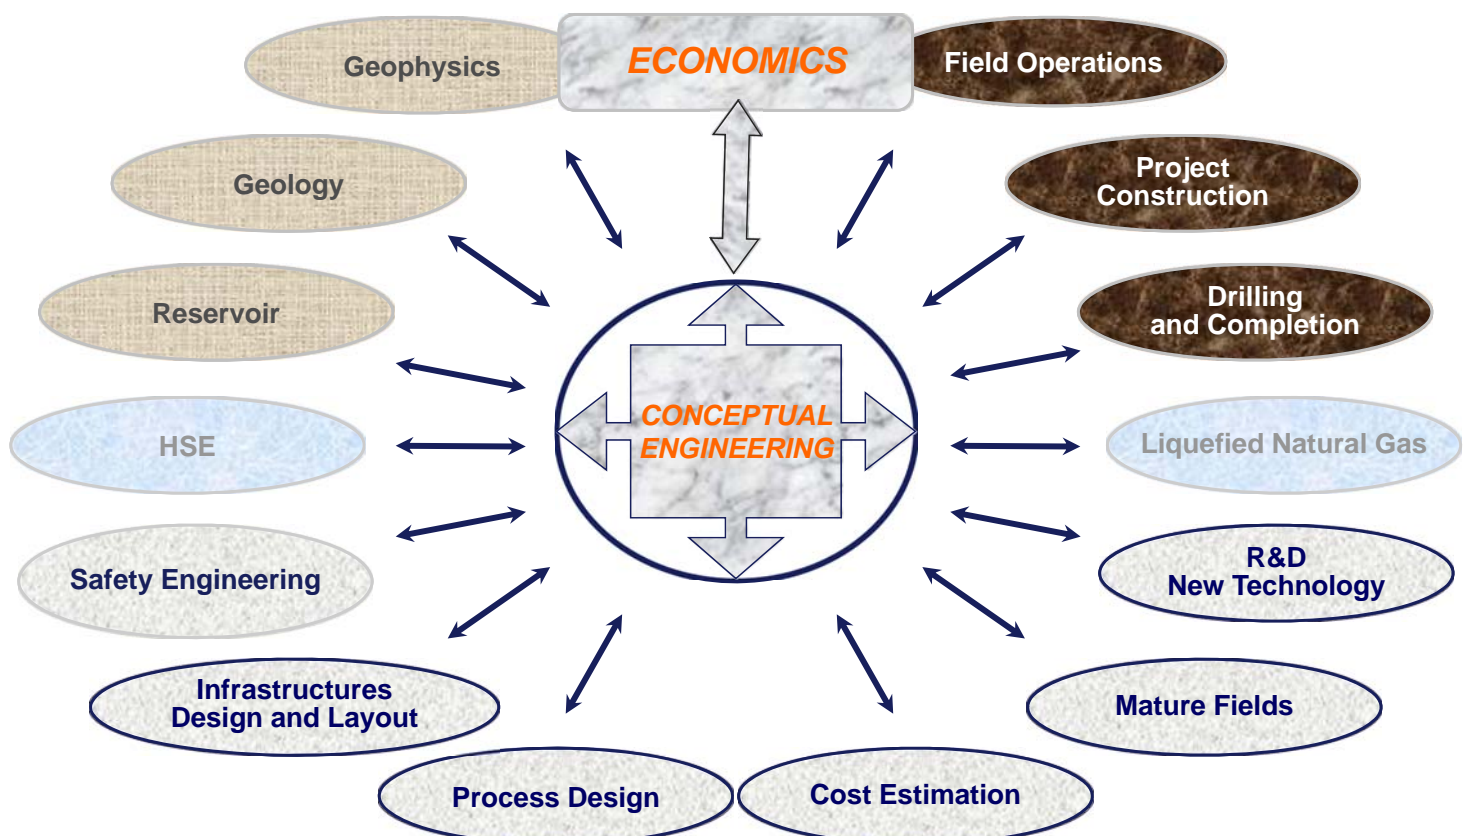 Geophysics
ECONOMICS
Field Operations
Geology
Project
Construction
Reservoir
Drilling
and Completion
CONCEPTUAL
ENGINEERING
HSE
Liquefied Natural Gas
Safety Engineering
R&D
New Technology
Infrastructures
Design and Layout
Mature Fields
Process Design
Cost Estimation